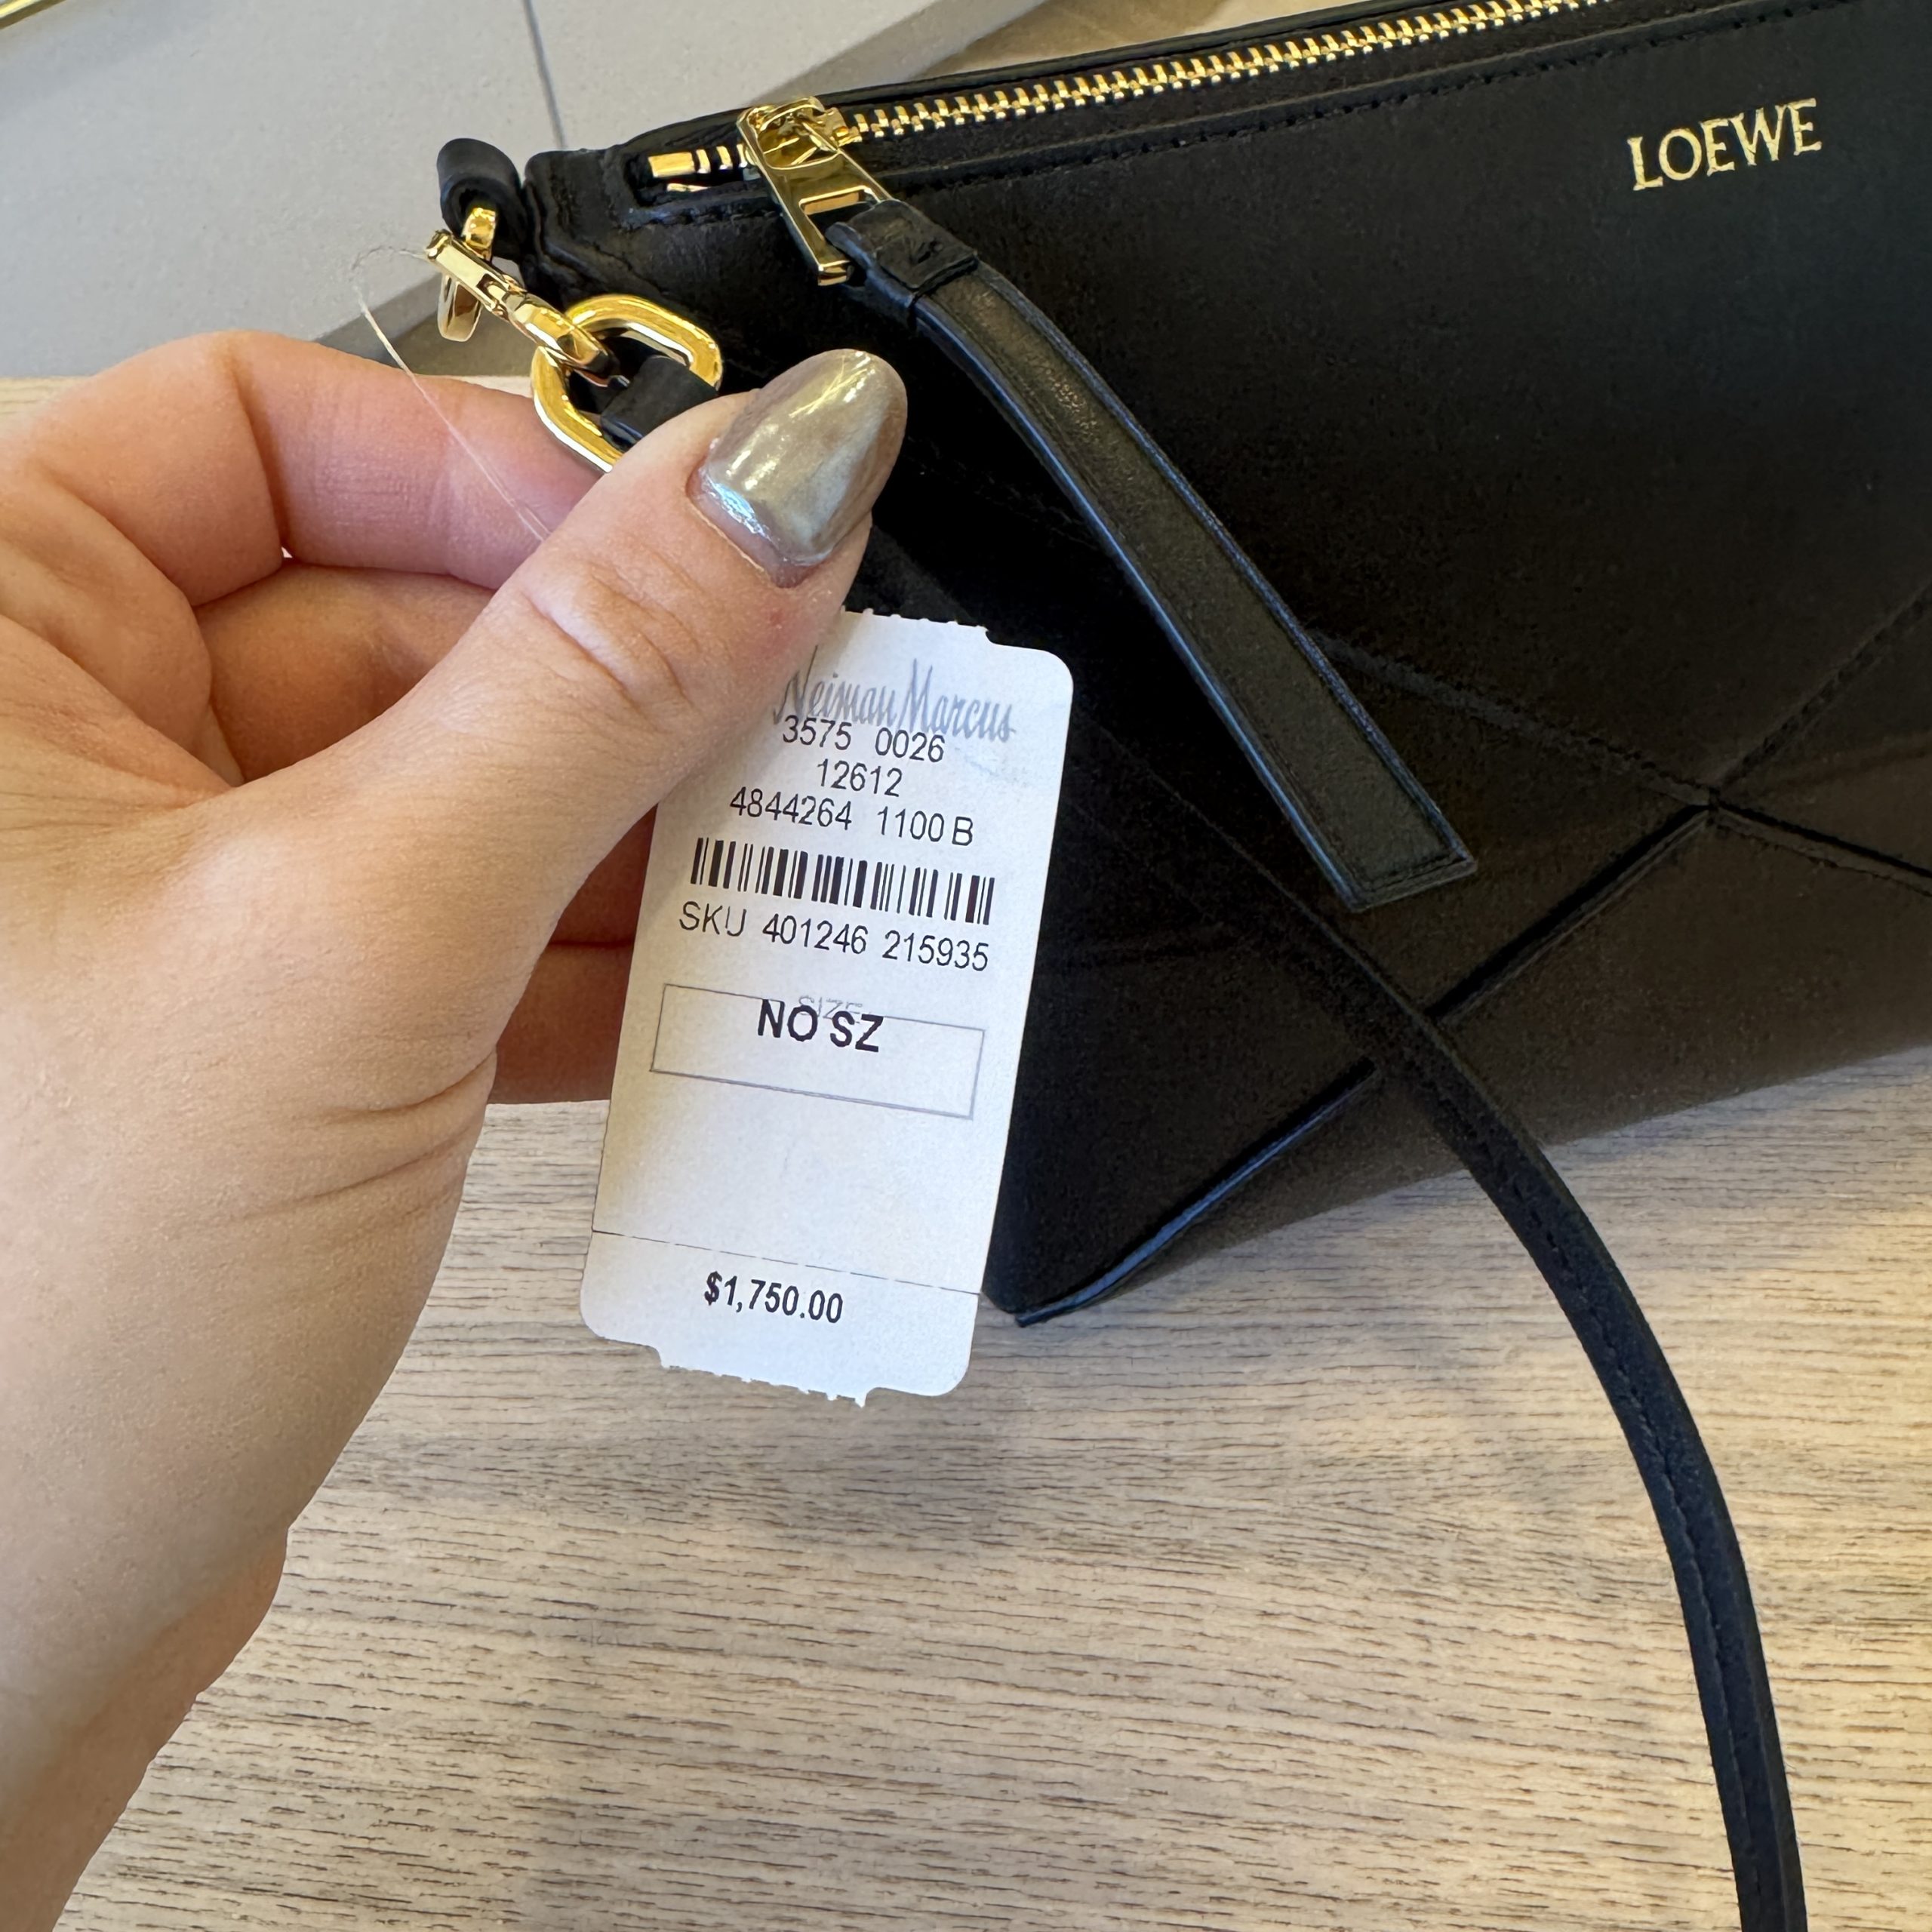 LOEWE
Neiman Marcus
3575 0026
12612
4844264 1100 B
SKU 401246 215935
SIZE
NO SZ
$1,750.00